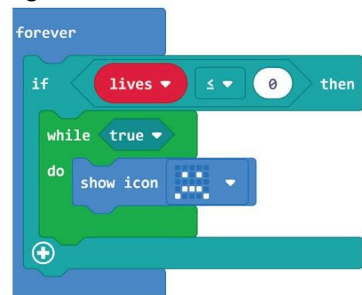 forever
if lives ≤ 0 then
while true
do show icon